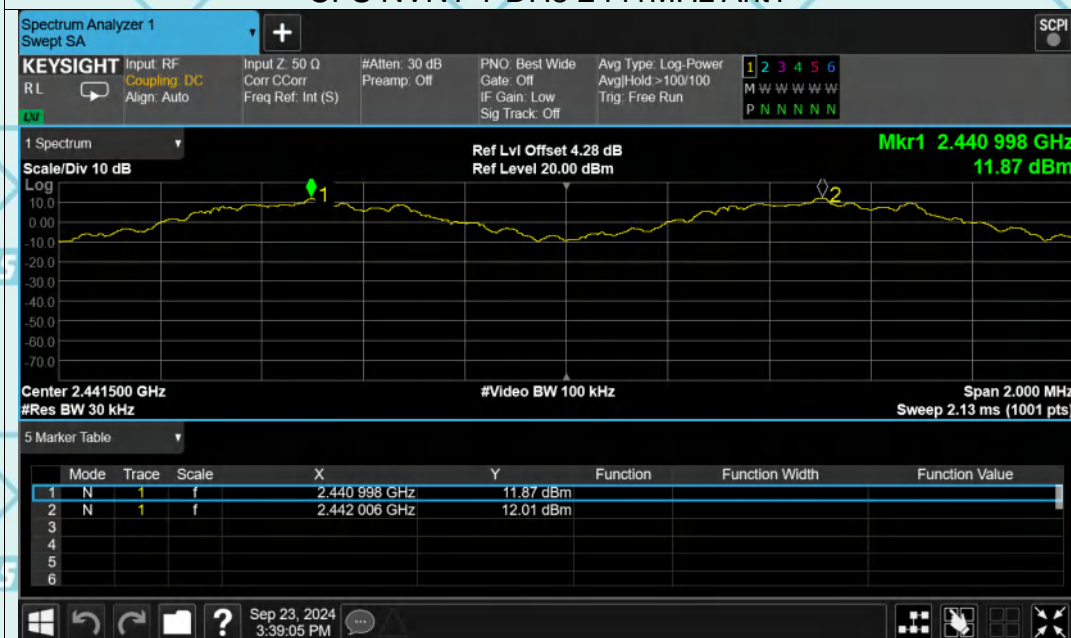 Spectrum Analyzer 1
Swept SA
+
SCPI
KEYSIGHT
RL
LXI
Input: RF
Coupling: DC
Align: Auto
Input Z: 50 Ω
Corr CCorr
Freq Ref: Int (S)
#Atten: 30 dB
Preamp: Off
PNO: Best Wide
Gate: Off
IF Gain: Low
Sig Track: Off
Avg Type: Log-Power
Avg|Hold:>100/100
Trig: Free Run
1 2 3 4 5 6
M W W W W W
P N N N N N
1 Spectrum
Scale/Div 10 dB
Ref Lvl Offset 4.28 dB
Ref Level 20.00 dBm
Mkr1 2.440 998 GHz
11.87 dBm
Log
10.0
0.00
-10.0
-20.0
-30.0
-40.0
-50.0
-60.0
-70.0
1
2
Center 2.441500 GHz
#Video BW 100 kHz
Span 2.000 MHz
#Res BW 30 kHz
Sweep 2.13 ms (1001 pts)
5 Marker Table
Mode Trace Scale X Y Function Function Width Function Value
1 N 1 f 2.440 998 GHz 11.87 dBm
2 N 1 f 2.442 006 GHz 12.01 dBm
3
4
5
6
?
Sep 23, 2024
3:39:05 PM